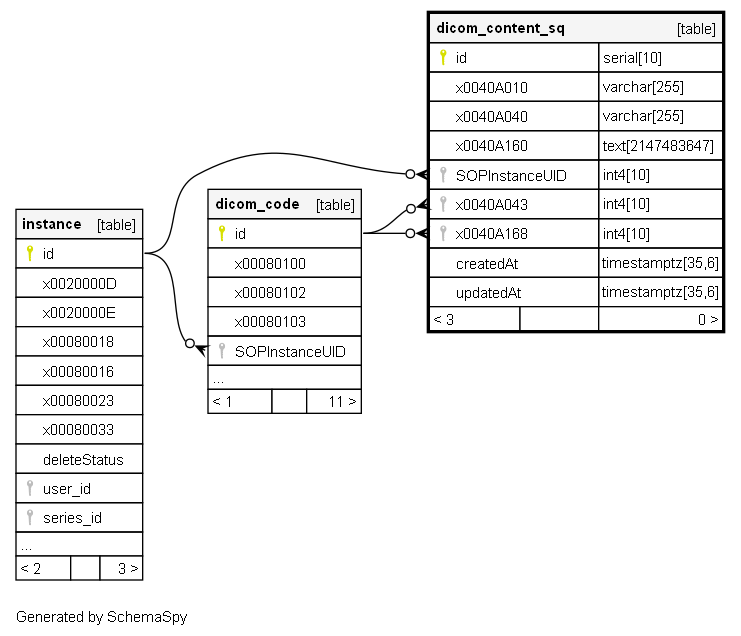 dicom_content_sq [table]
id serial[10]
x0040A010 varchar[255]
x0040A040 varchar[255]
x0040A160 text[2147483647]
SOPInstanceUID int4[10]
x0040A043 int4[10]
x0040A168 int4[10]
createdAt timestamptz[35,6]
updatedAt timestamptz[35,6]
< 3 0 >
dicom_code [table]
id
x00080100
x00080102
x00080103
SOPInstanceUID
...
< 1 11 >
instance [table]
id
x0020000D
x0020000E
x00080018
x00080016
x00080023
x00080033
deleteStatus
user_id
series_id
...
< 2 3 >
Generated by SchemaSpy